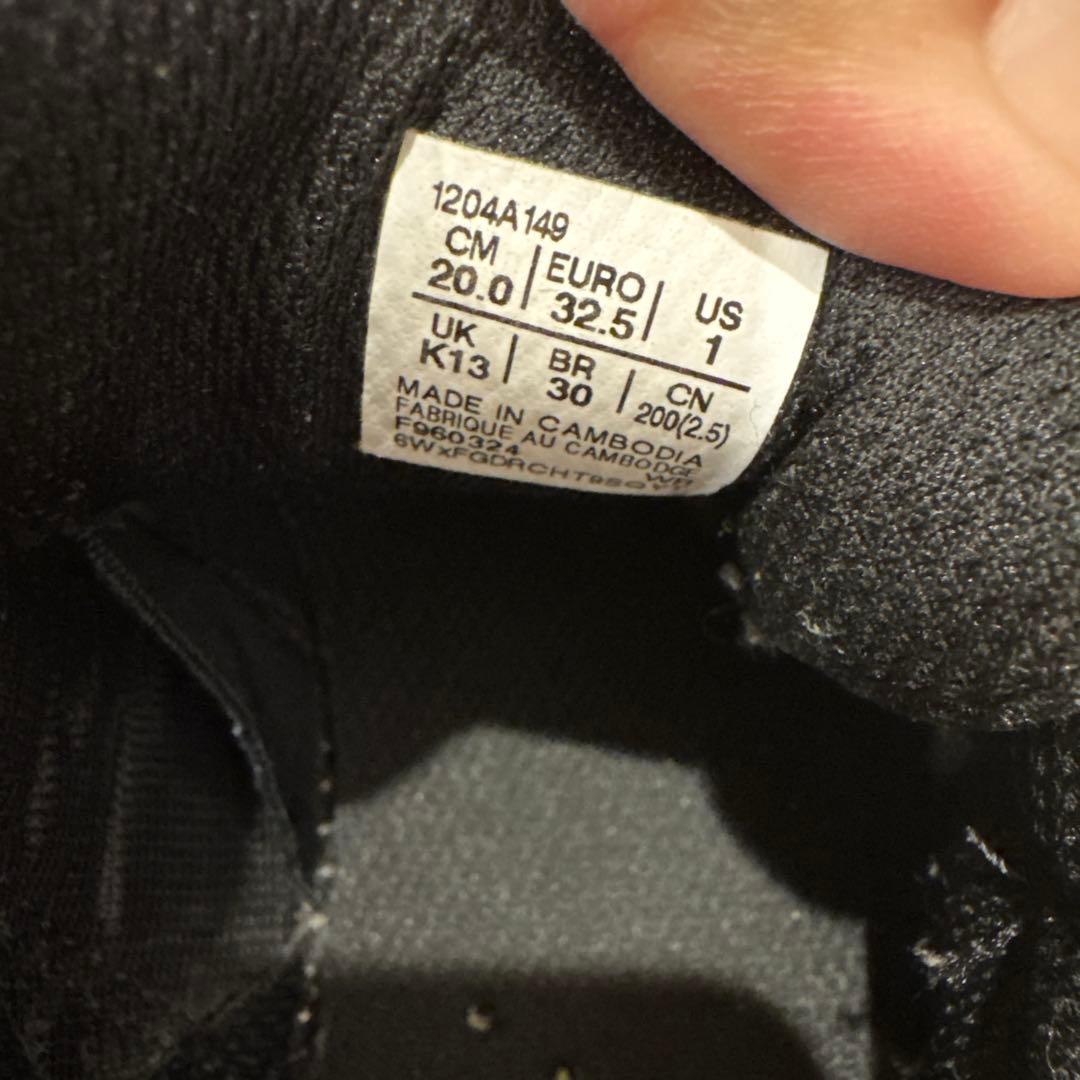 1204A149
CM EURO US
20.0 32.5 1
UK BR CN
K13 30 200(2.5)
MADE IN CAMBODIA
FABRIQUE AU CAMBODGE
F960324